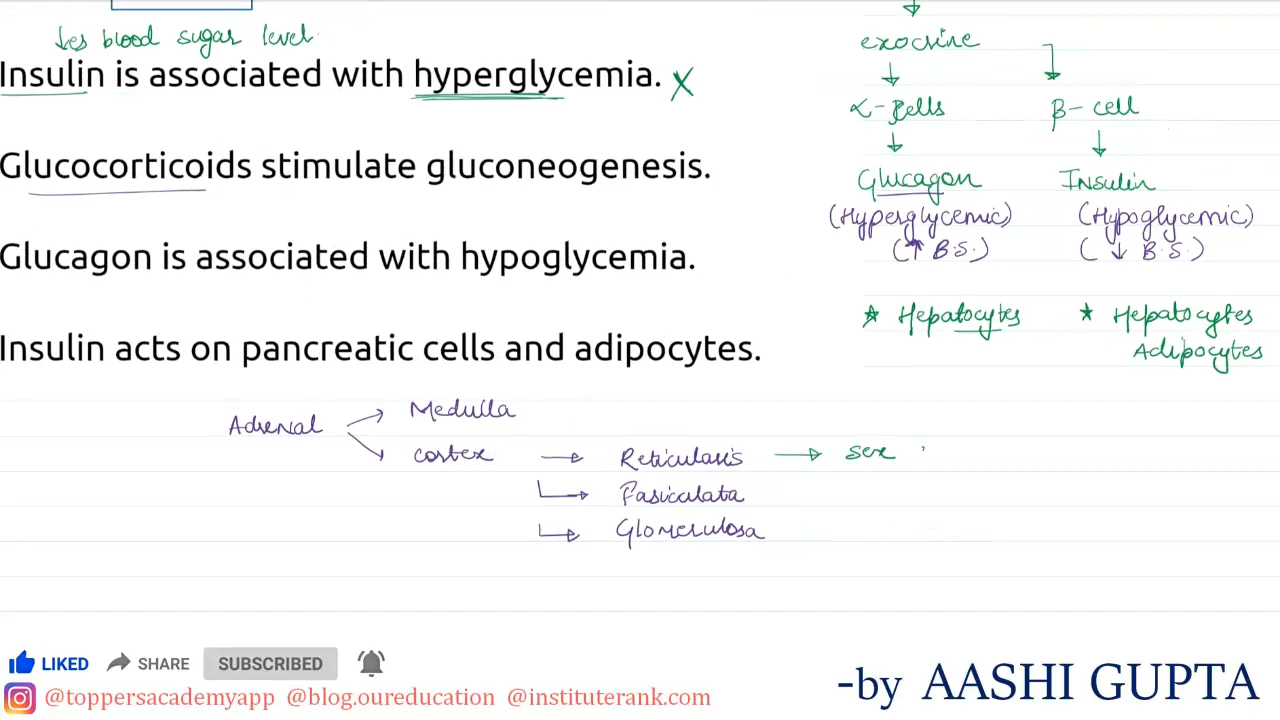 ↓es blood sugar level
Insulin is associated with hyperglycemia. X
Glucocorticoids stimulate gluconeogenesis.
Glucagon is associated with hypoglycemia.
Insulin acts on pancreatic cells and adipocytes.
exocrine
α-cells
β-cell
Glucagon
Insulin
(Hyperglycemic)
(Hypoglycemic)
(↑ B.S.)
(↓ B.S.)
* Hepatocytes
* Hepatocytes
Adipocytes
Adrenal
Medulla
cortex → Reticularis → sex
Fasiculata
Glomerulosa
LIKED SHARE SUBSCRIBED
@toppersacademyapp @blog.oureducation @instituterank.com
-by AASHI GUPTA